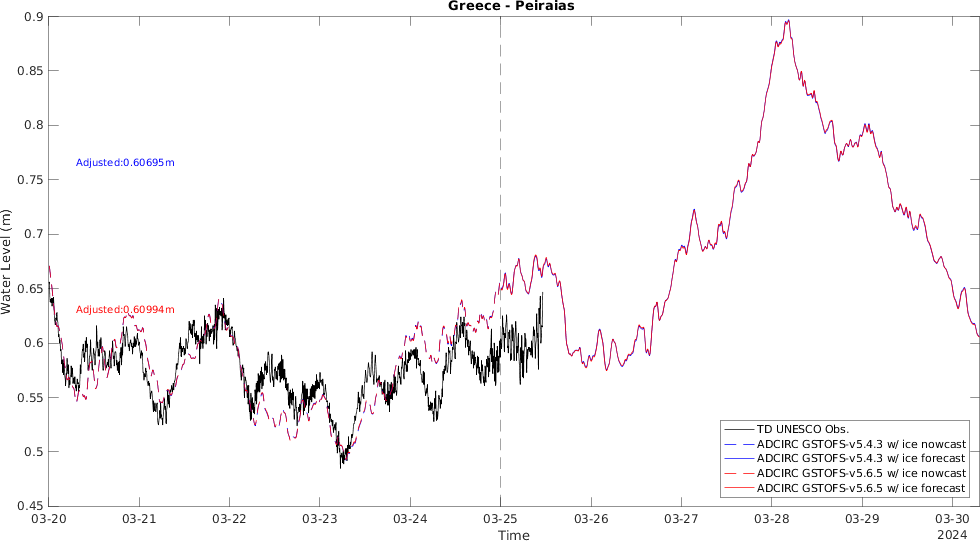 Greece - Peiraias
0.9
0.85
0.8
0.75
0.7
0.65
0.6
0.55
0.5
0.45
Water Level (m)
Adjusted:0.60695m
Adjusted:0.60994m
TD UNESCO Obs.
ADCIRC GSTOFS-v5.4.3 w/ ice nowcast
ADCIRC GSTOFS-v5.4.3 w/ ice forecast
ADCIRC GSTOFS-v5.6.5 w/ ice nowcast
ADCIRC GSTOFS-v5.6.5 w/ ice forecast
03-20 03-21 03-22 03-23 03-24 03-25 03-26 03-27 03-28 03-29 03-30
Time
2024